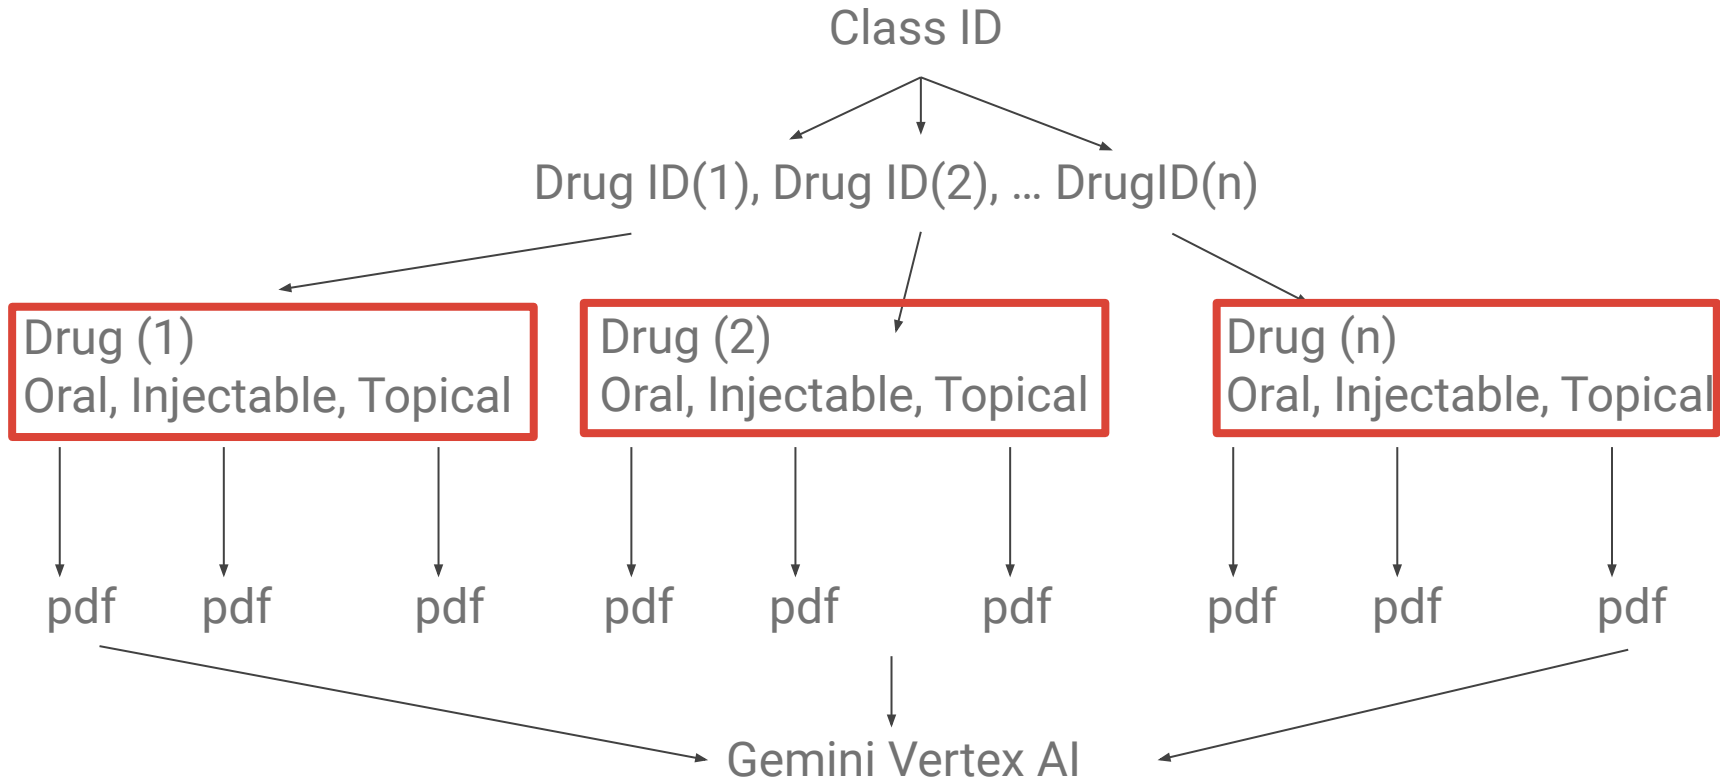 Class ID
Drug ID(1), Drug ID(2), ... DrugID(n)
Drug (1)
Oral, Injectable, Topical
Drug (2)
Oral, Injectable, Topical
Drug (n)
Oral, Injectable, Topical
pdf pdf pdf pdf pdf pdf pdf pdf pdf
Gemini Vertex AI